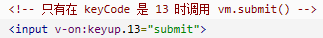 <!-- 只有在 keyCode 是 13 时调用 vm.submit() -->
<input v-on:keyup.13="submit">